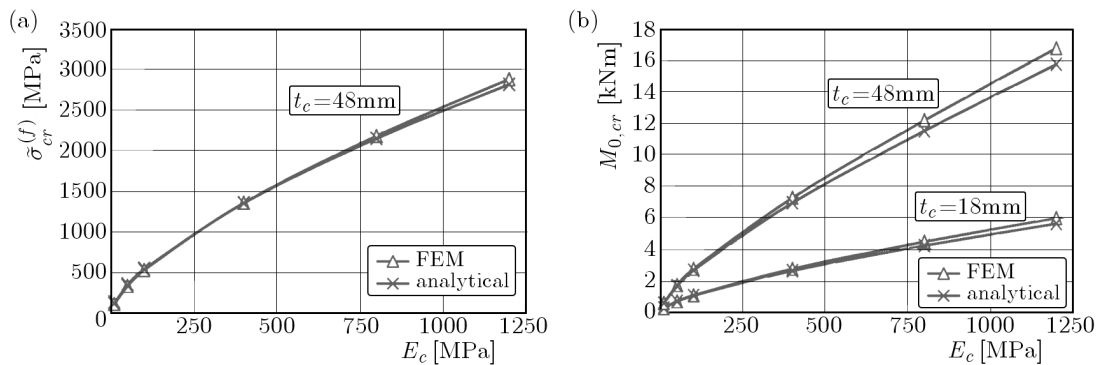 (a)
σ̃cr(f) [MPa]
3500
3000
2500
2000
1500
1000
500
0
tc=48mm
FEM
analytical
250 500 750 1000 1250
Ec [MPa]
(b)
M0,cr [kNm]
18
16
14
12
10
8
6
4
2
0
tc=48mm
tc=18mm
FEM
analytical
250 500 750 1000 1250
Ec [MPa]